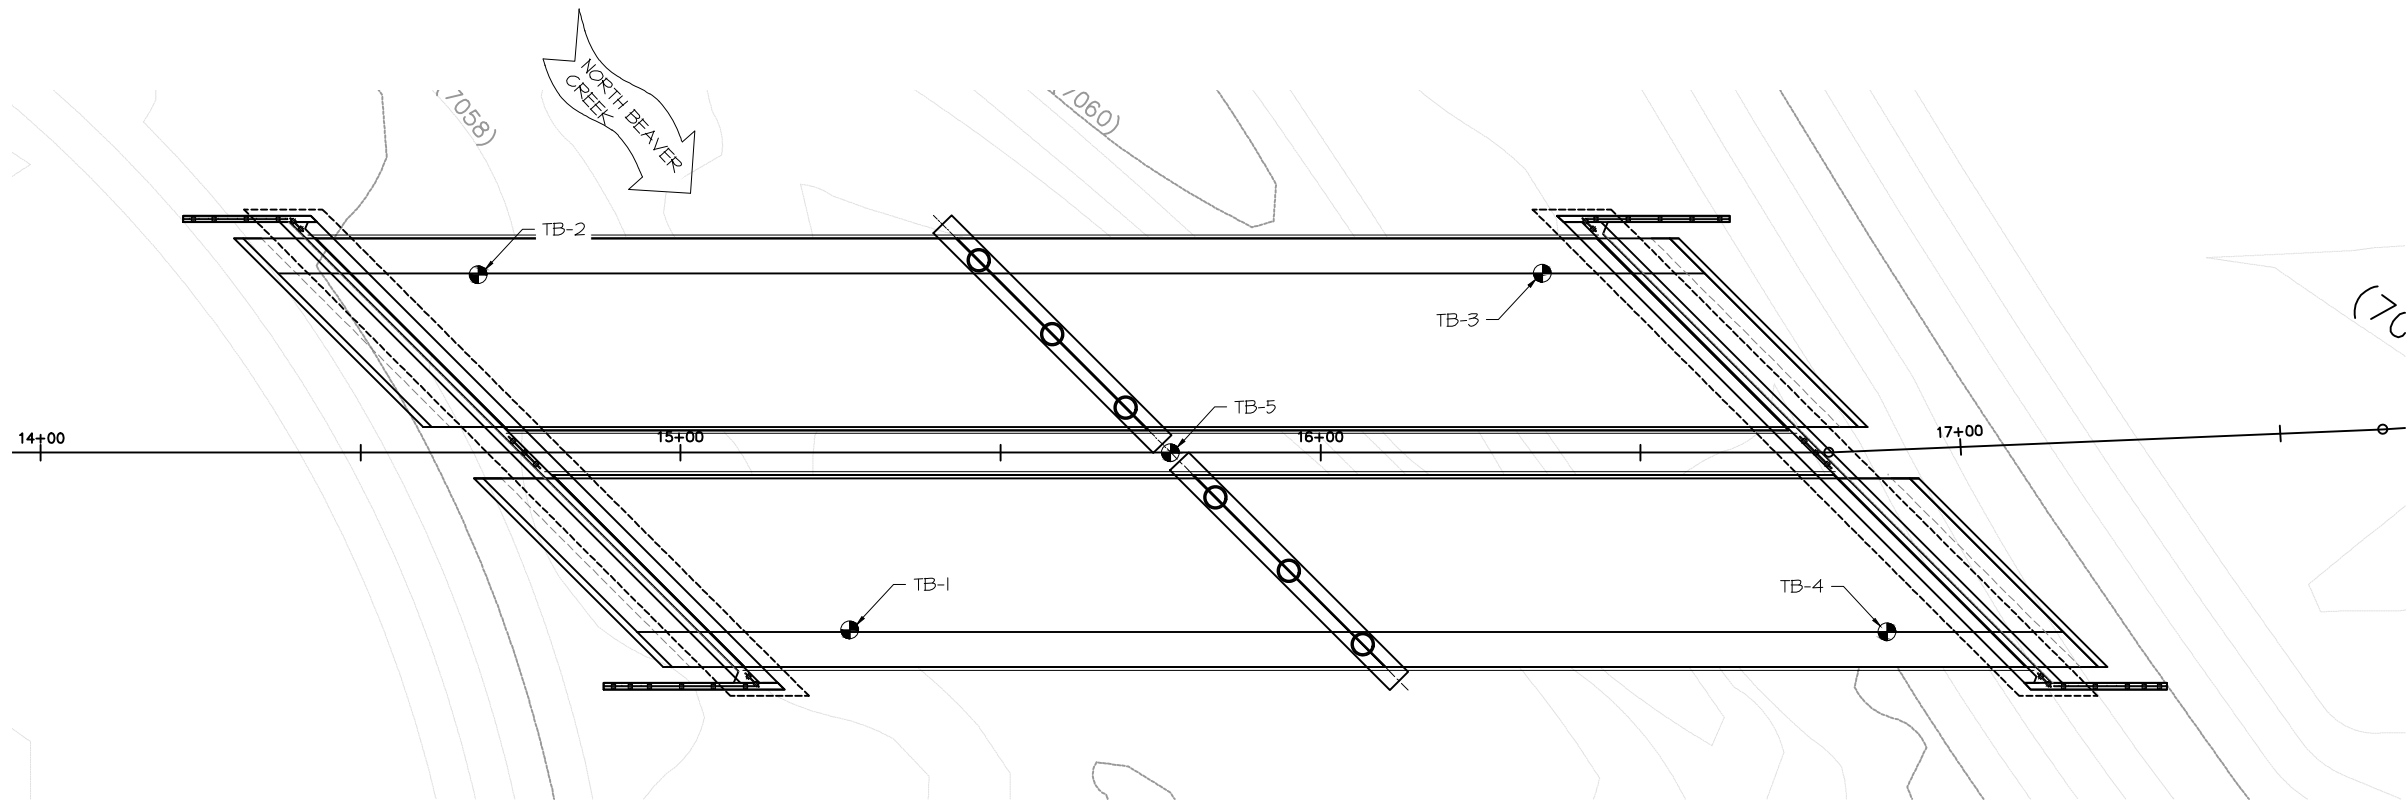 NORTH BEAVER
CREEK
(7058)
(7060)
TB-2
TB-3
(70
TB-5
14+00
15+00
16+00
17+00
TB-1
TB-4